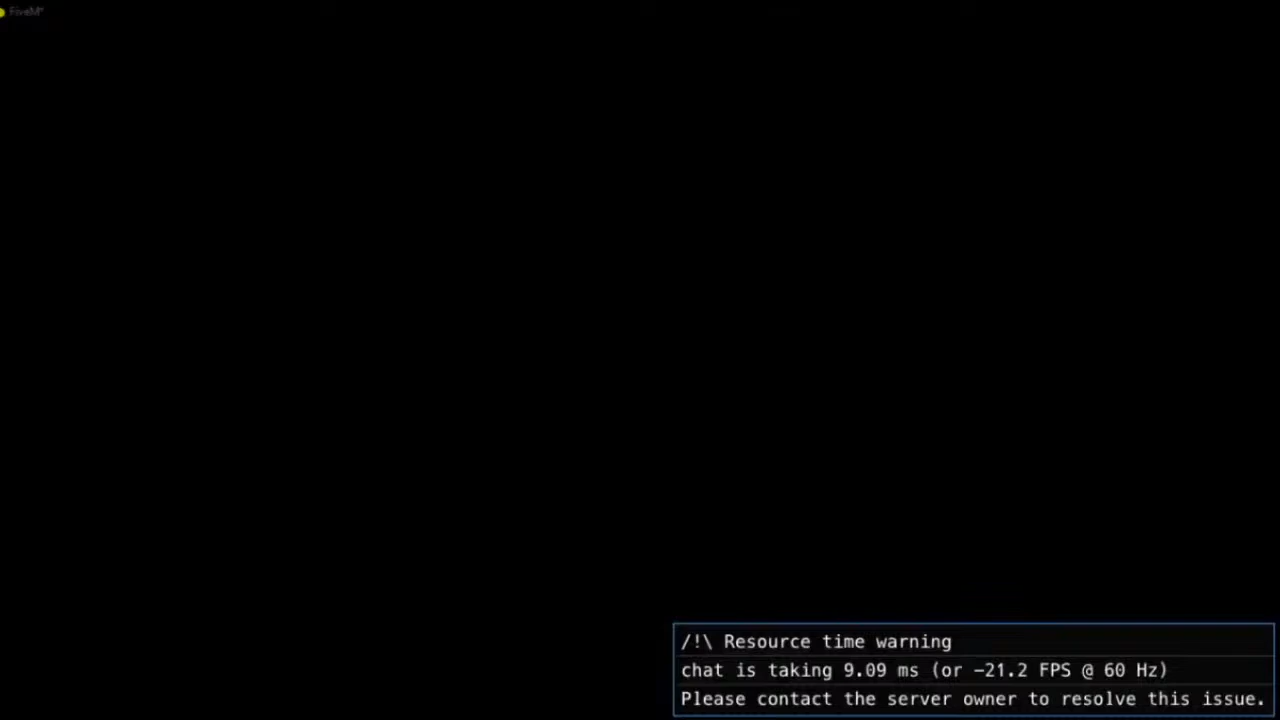 FiveM*
/!\ Resource time warning
chat is taking 9.09 ms (or -21.2 FPS @ 60 Hz)
Please contact the server owner to resolve this issue.